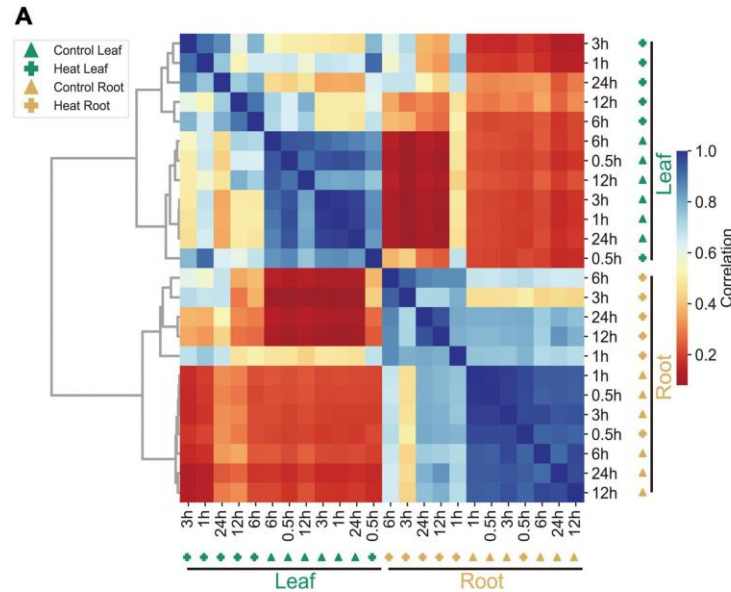 A
Control Leaf
Heat Leaf
Control Root
Heat Root
3h
1h
24h
12h
6h
6h
0.5h
12h
3h
1h
24h
0.5h
6h
3h
24h
12h
1h
1h
0.5h
3h
0.5h
6h
24h
12h
Leaf
Root
1.0
0.8
0.6
0.4
0.2
Correlation
3h 1h 24h 12h 6h 6h 0.5h 12h 3h 1h 24h 0.5h 6h 3h 24h 12h 1h 1h 0.5h 3h 0.5h 6h 24h 12h
Leaf Root